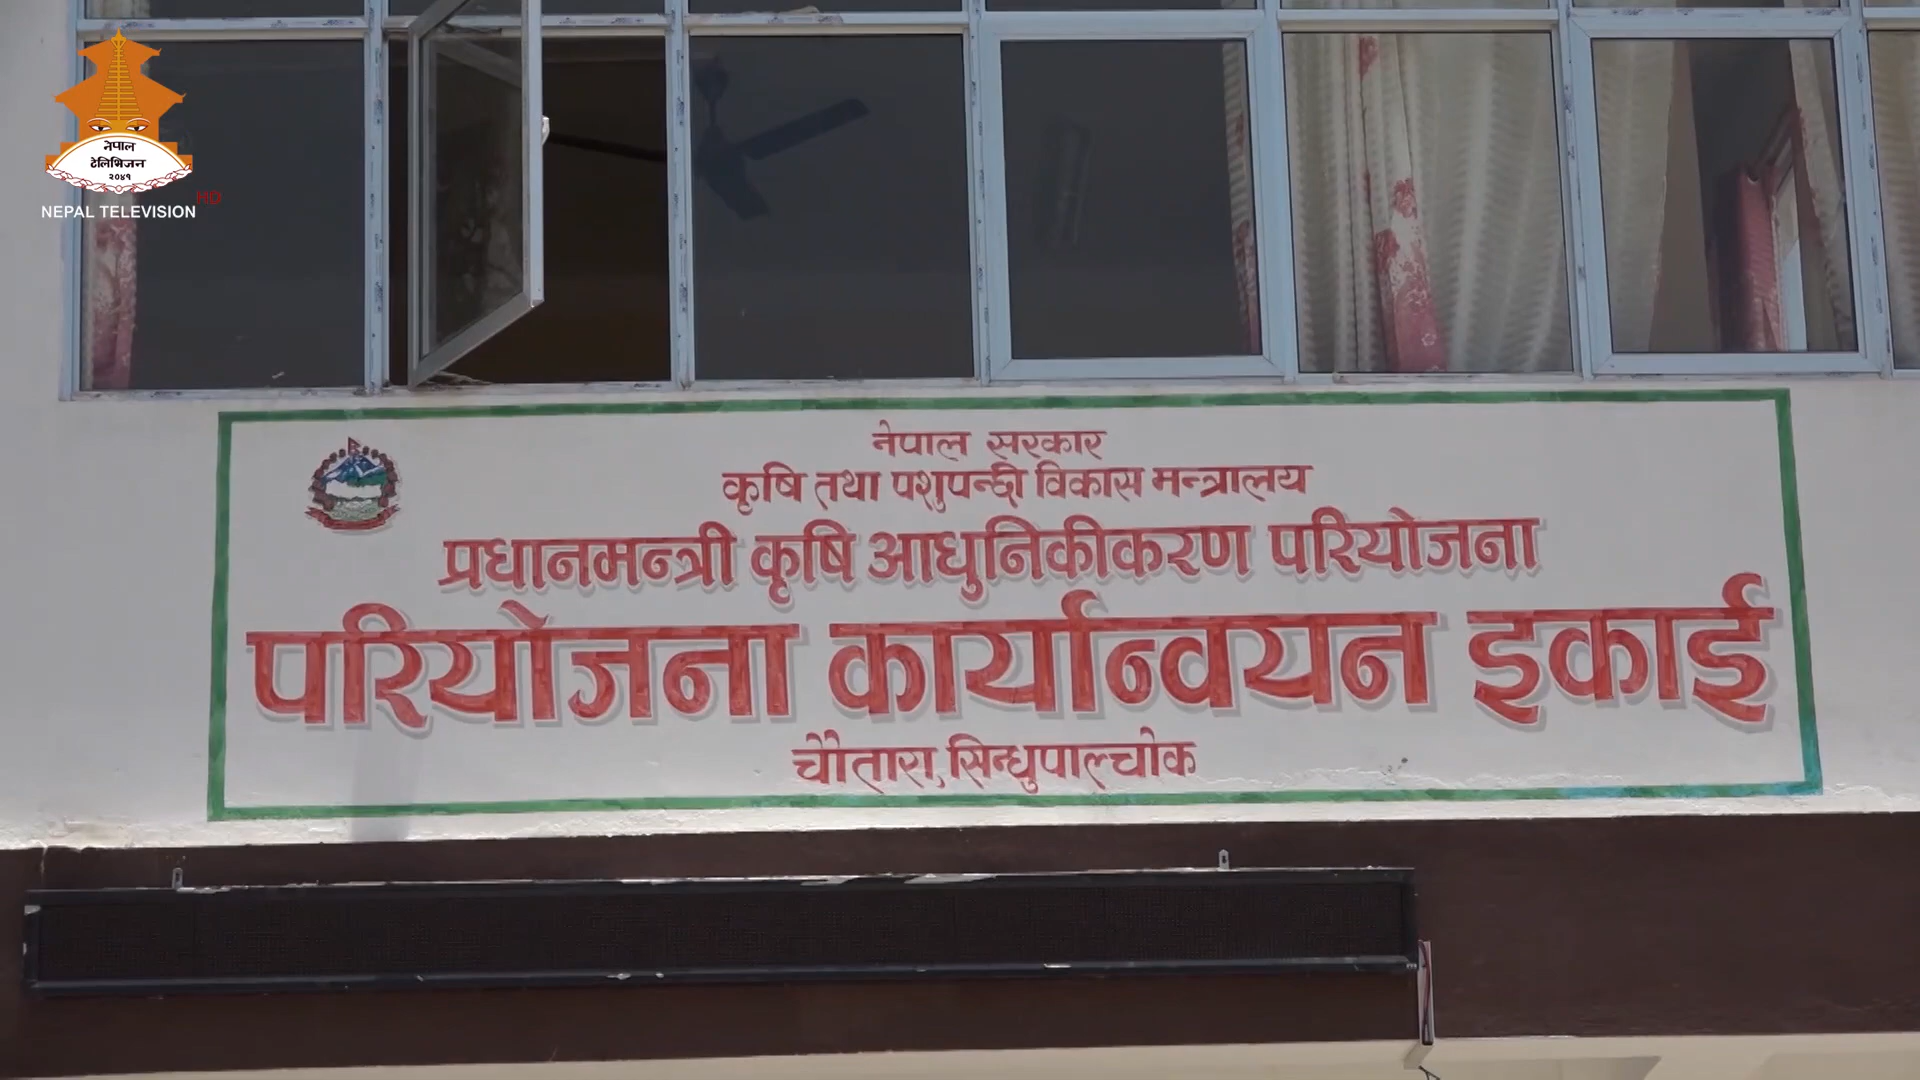 नेपाल
टेलिभिजन
२०४१
HD
NEPAL TELEVISION
नेपाल सरकार
कृषि तथा पशुपन्छी विकास मन्त्रालय
प्रधानमन्त्री कृषि आधुनिकीकरण परियोजना
परियोजना कार्यान्वयन इकाई
चौतारा, सिन्धुपाल्चोक